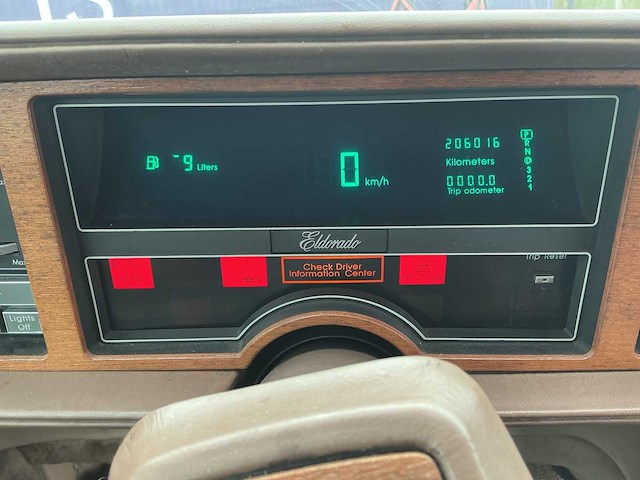 206016
P
R
N
D
3
2
1
9 Liters
0 km/h
Kilometers
0000.0
Trip odometer
Eldorado
Check Driver
Information Center
Trip Reset
Max
Lights
Off